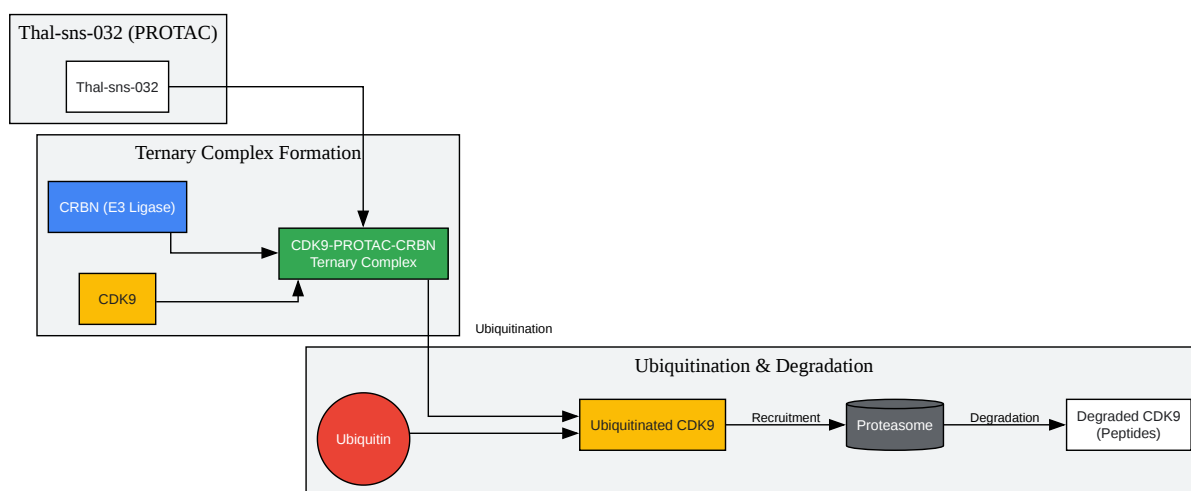 Thal-sns-032 (PROTAC)
Thal-sns-032
Ternary Complex Formation
CRBN (E3 Ligase)
CDK9-PROTAC-CRBN
Ternary Complex
CDK9
Ubiquitination
Ubiquitination & Degradation
Ubiquitin
Ubiquitinated CDK9
Recruitment
Proteasome
Degradation
Degraded CDK9
(Peptides)